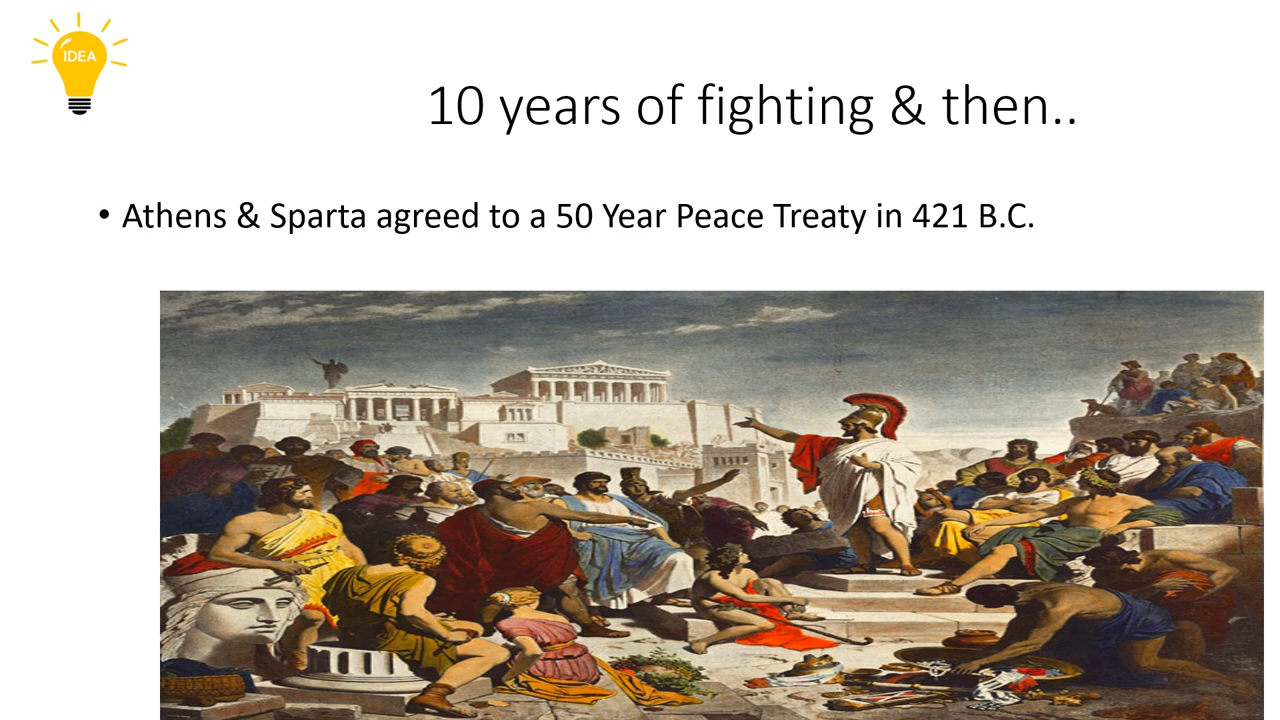 IDEA
10 years of fighting & then..
• Athens & Sparta agreed to a 50 Year Peace Treaty in 421 B.C.